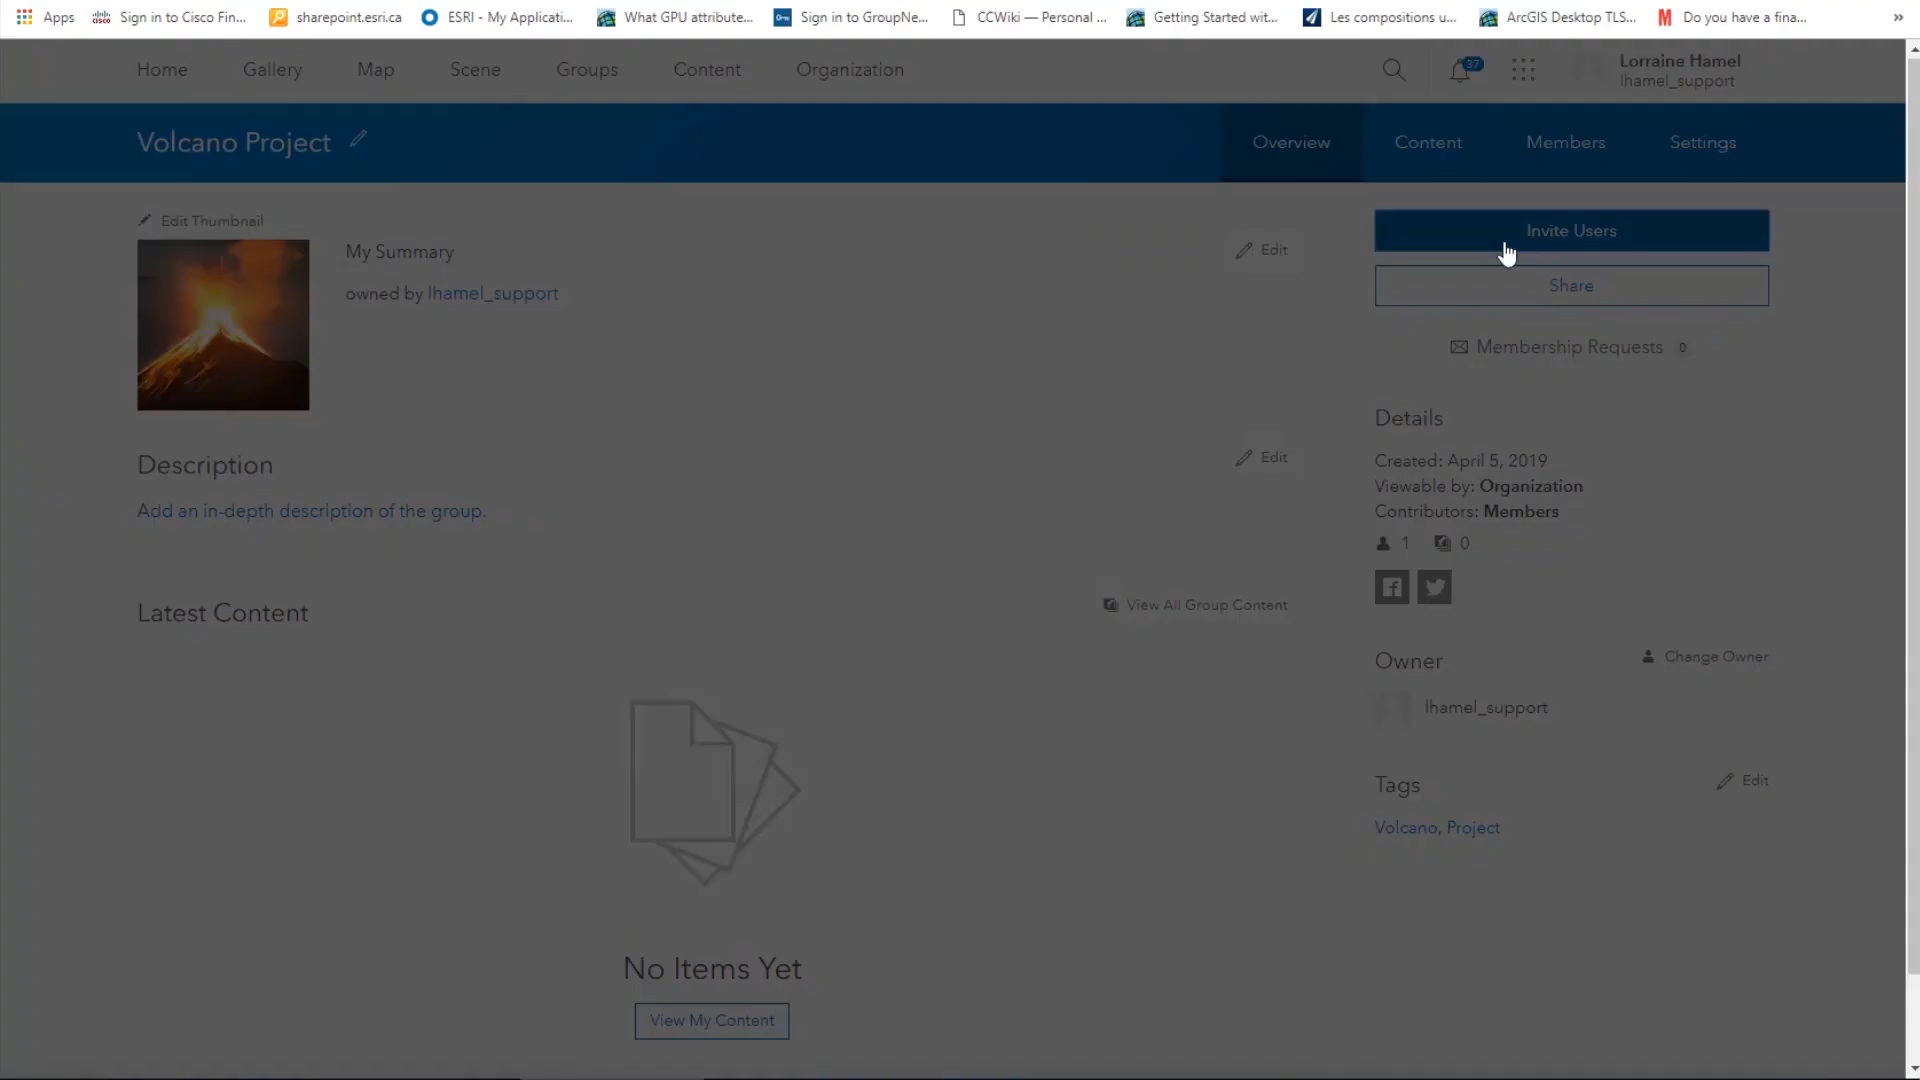 Apps Sign in to Cisco Fin... sharepoint.esri.ca ESRI - My Applicati... What GPU attribute... Sign in to GroupNe... CCWiki — Personal ... Getting Started wit... Les compositions u... ArcGIS Desktop TLS... Do you have a fina... »
Home Gallery Map Scene Groups Content Organization 37 Lorraine Hamel
lhamel_support
Volcano Project Overview Content Members Settings
Edit Thumbnail
My Summary Edit
owned by lhamel_support
Invite Users
Share
Membership Requests 0
Description Edit
Add an in-depth description of the group.
Details
Created: April 5, 2019
Viewable by: Organization
Contributors: Members
1 0
Latest Content View All Group Content
Owner Change Owner
lhamel_support
Tags Edit
Volcano, Project
No Items Yet
View My Content